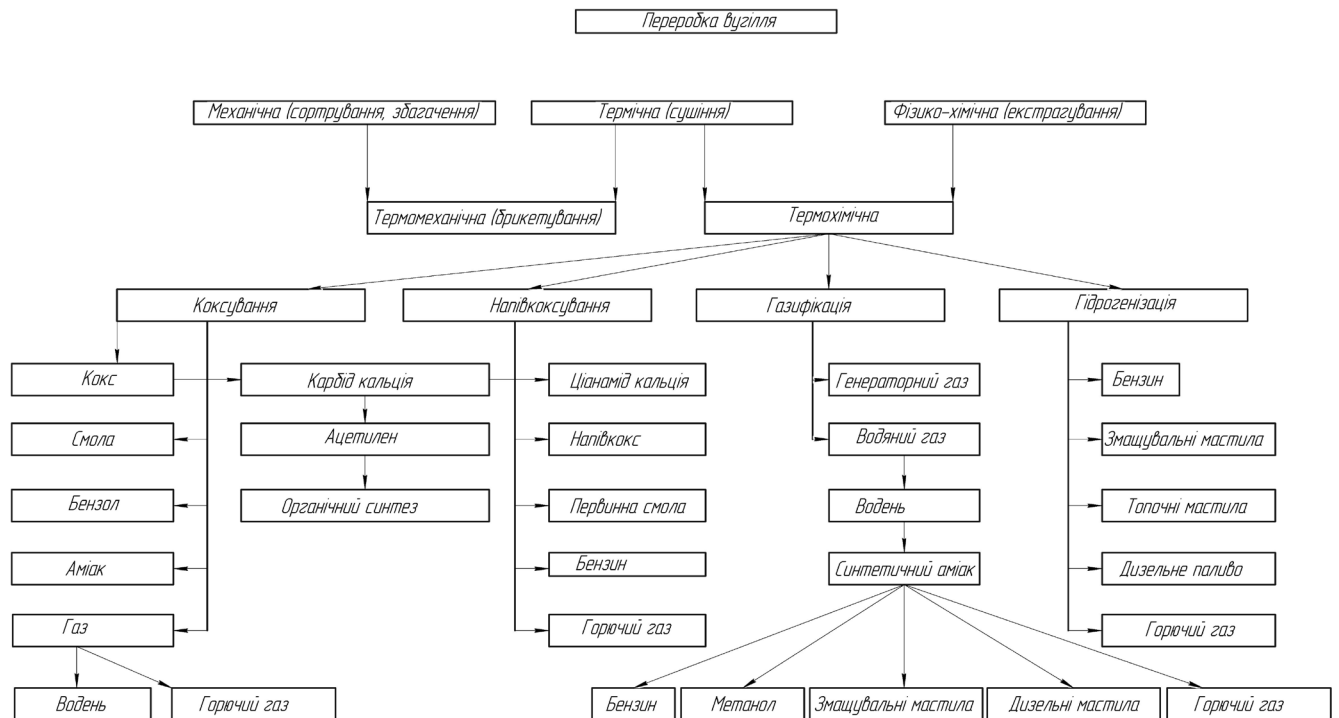 Переробка вугілля
Механічна (сортрування, збагачення)
Термічна (сушіння)
Фізико-хімічна (екстрагування)
Термомеханічна (брикетування)
Термохімічна
Коксування
Напівкоксування
Газифікація
Гідрогенізація
Кокс
Карбід кальція
Ціанамід кальція
Генераторний газ
Бензин
Смола
Ацетилен
Напівкокс
Водяний газ
Змащувальні мастила
Бензол
Органічний синтез
Первинна смола
Водень
Топочні мастила
Аміак
Бензин
Синтетичний аміак
Дизельне паливо
Газ
Горючий газ
Горючий газ
Водень
Горючий газ
Бензин
Метанол
Змащувальні мастила
Дизельні мастила
Горючий газ